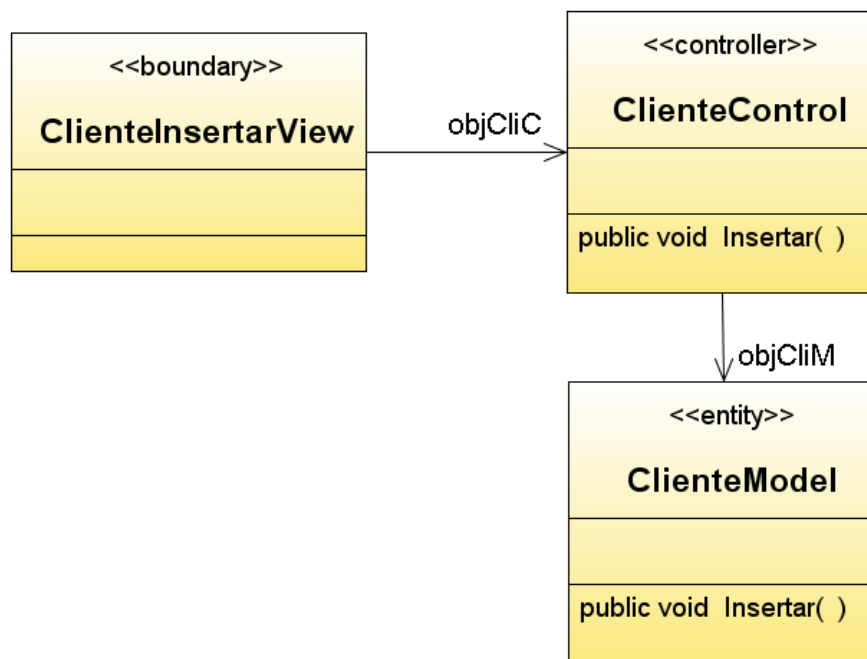 <<boundary>>
ClienteInsertarView
objCliC
<<controller>>
ClienteControl
public void Insertar( )
objCliM
<<entity>>
ClienteModel
public void Insertar( )